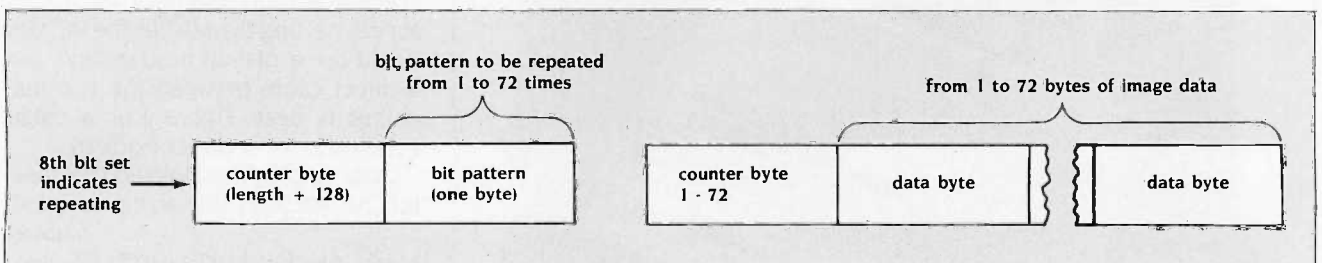 bit pattern to be repeated
from 1 to 72 times
from 1 to 72 bytes of image data
8th bit set
indicates
repeating
counter byte
(length + 128)
bit pattern
(one byte)
counter byte
1 - 72
data byte
data byte